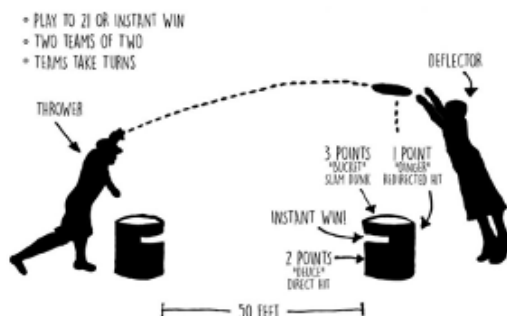 • PLAY TO 21 OR INSTANT WIN
• TWO TEAMS OF TWO
• TEAMS TAKE TURNS
THROWER
DEFLECTOR
3 POINTS
"BUCKET"
SLAM DUNK
1 POINT
"DINGER"
REDIRECTED HIT
INSTANT WIN!
2 POINTS
"DEUCE"
DIRECT HIT
50 FEET